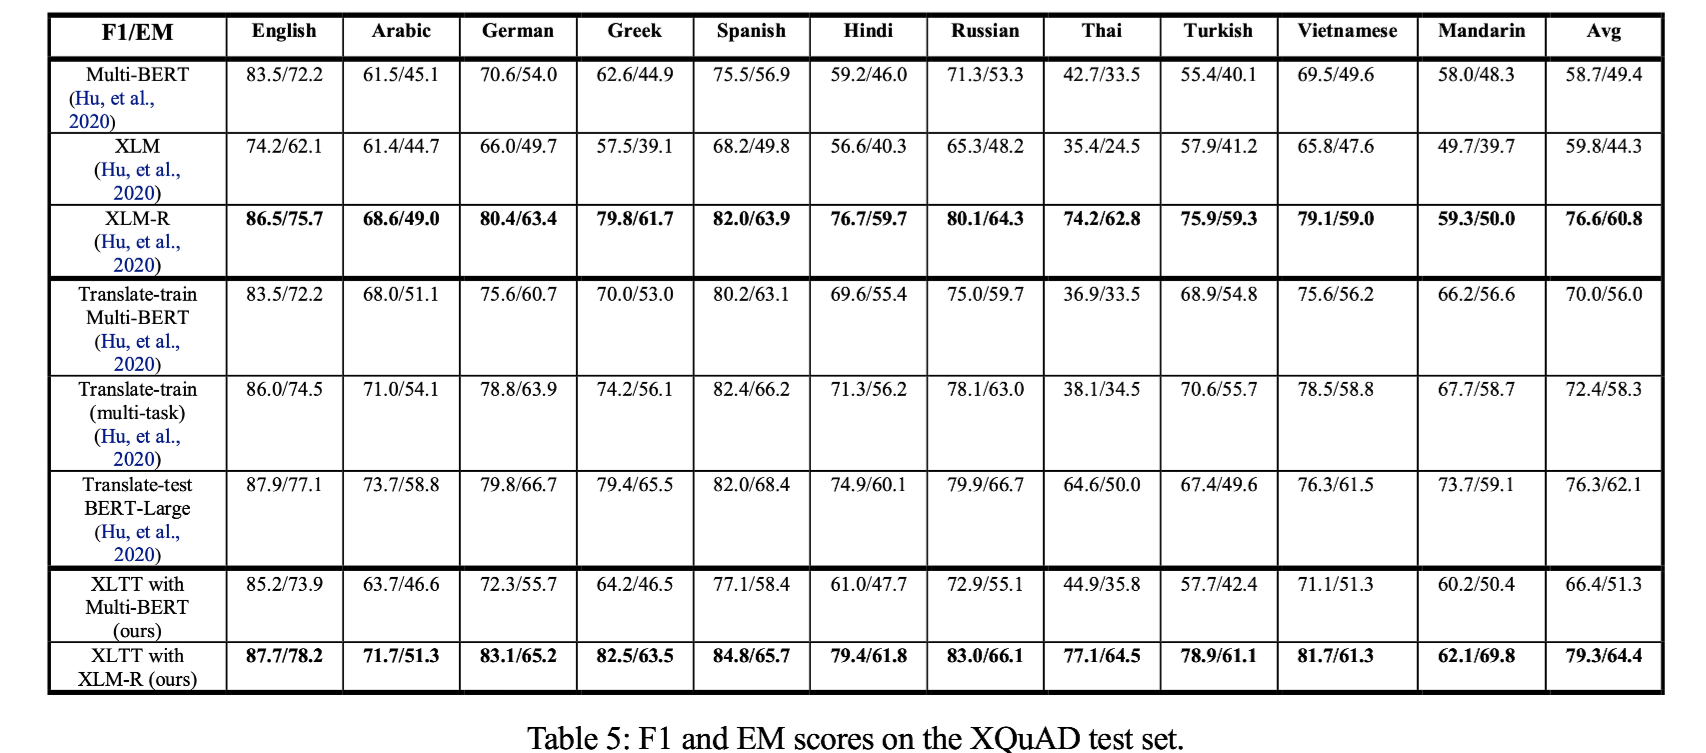 F1/EM English Arabic German Greek Spanish Hindi Russian Thai Turkish Vietnamese Mandarin Avg
Multi-BERT 83.5/72.2 61.5/45.1 70.6/54.0 62.6/44.9 75.5/56.9 59.2/46.0 71.3/53.3 42.7/33.5 55.4/40.1 69.5/49.6 58.0/48.3 58.7/49.4
(Hu, et al.,
2020)
XLM 74.2/62.1 61.4/44.7 66.0/49.7 57.5/39.1 68.2/49.8 56.6/40.3 65.3/48.2 35.4/24.5 57.9/41.2 65.8/47.6 49.7/39.7 59.8/44.3
(Hu, et al.,
2020)
XLM-R 86.5/75.7 68.6/49.0 80.4/63.4 79.8/61.7 82.0/63.9 76.7/59.7 80.1/64.3 74.2/62.8 75.9/59.3 79.1/59.0 59.3/50.0 76.6/60.8
(Hu, et al.,
2020)
Translate-train 83.5/72.2 68.0/51.1 75.6/60.7 70.0/53.0 80.2/63.1 69.6/55.4 75.0/59.7 36.9/33.5 68.9/54.8 75.6/56.2 66.2/56.6 70.0/56.0
Multi-BERT
(Hu, et al.,
2020)
Translate-train 86.0/74.5 71.0/54.1 78.8/63.9 74.2/56.1 82.4/66.2 71.3/56.2 78.1/63.0 38.1/34.5 70.6/55.7 78.5/58.8 67.7/58.7 72.4/58.3
(multi-task)
(Hu, et al.,
2020)
Translate-test 87.9/77.1 73.7/58.8 79.8/66.7 79.4/65.5 82.0/68.4 74.9/60.1 79.9/66.7 64.6/50.0 67.4/49.6 76.3/61.5 73.7/59.1 76.3/62.1
BERT-Large
(Hu, et al.,
2020)
XLTT with 85.2/73.9 63.7/46.6 72.3/55.7 64.2/46.5 77.1/58.4 61.0/47.7 72.9/55.1 44.9/35.8 57.7/42.4 71.1/51.3 60.2/50.4 66.4/51.3
Multi-BERT
(ours)
XLTT with 87.7/78.2 71.7/51.3 83.1/65.2 82.5/63.5 84.8/65.7 79.4/61.8 83.0/66.1 77.1/64.5 78.9/61.1 81.7/61.3 62.1/69.8 79.3/64.4
XLM-R (ours)
Table 5: F1 and EM scores on the XQuAD test set.